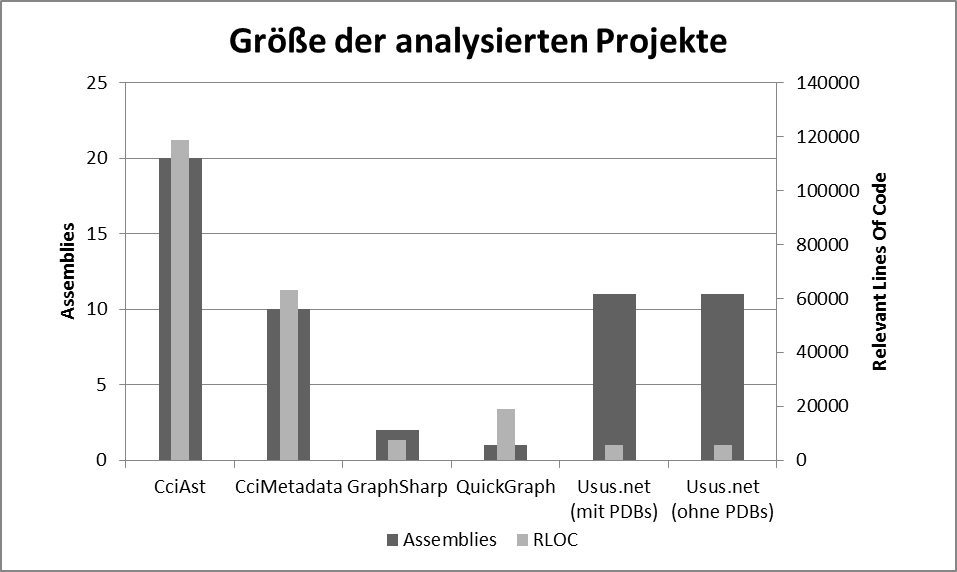 Größe der analysierten Projekte
25
20
15
10
5
0
Assemblies
140000
120000
100000
80000
60000
40000
20000
0
Relevant Lines Of Code
CciAst
CciMetadata
GraphSharp
QuickGraph
Usus.net
(mit PDBs)
Usus.net
(ohne PDBs)
Assemblies
RLOC